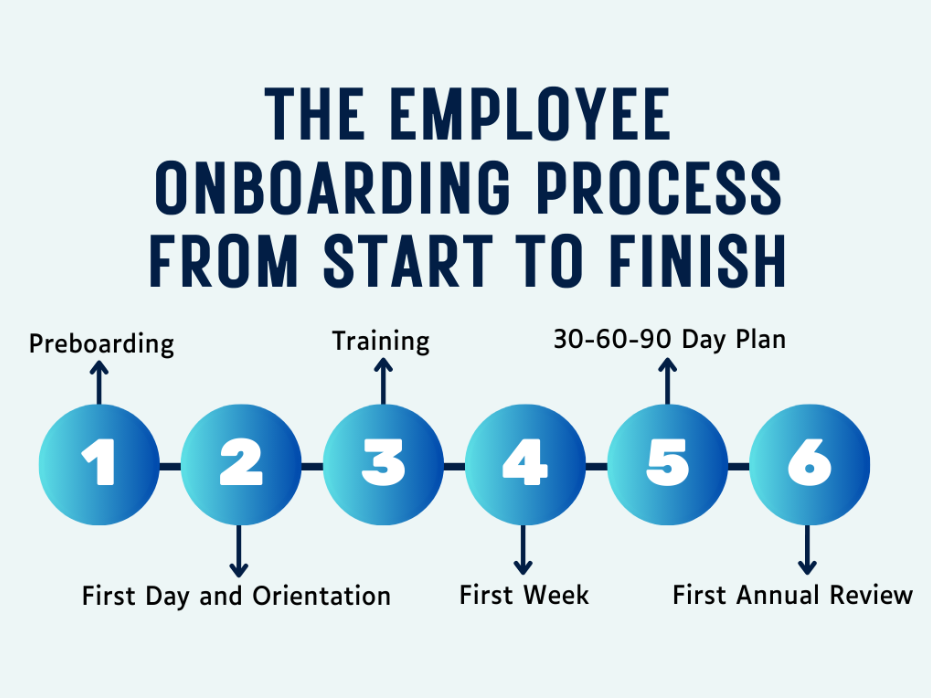 THE EMPLOYEE
ONBOARDING PROCESS
FROM START TO FINISH
Preboarding
Training
30-60-90 Day Plan
1
2
3
4
5
6
First Day and Orientation
First Week
First Annual Review